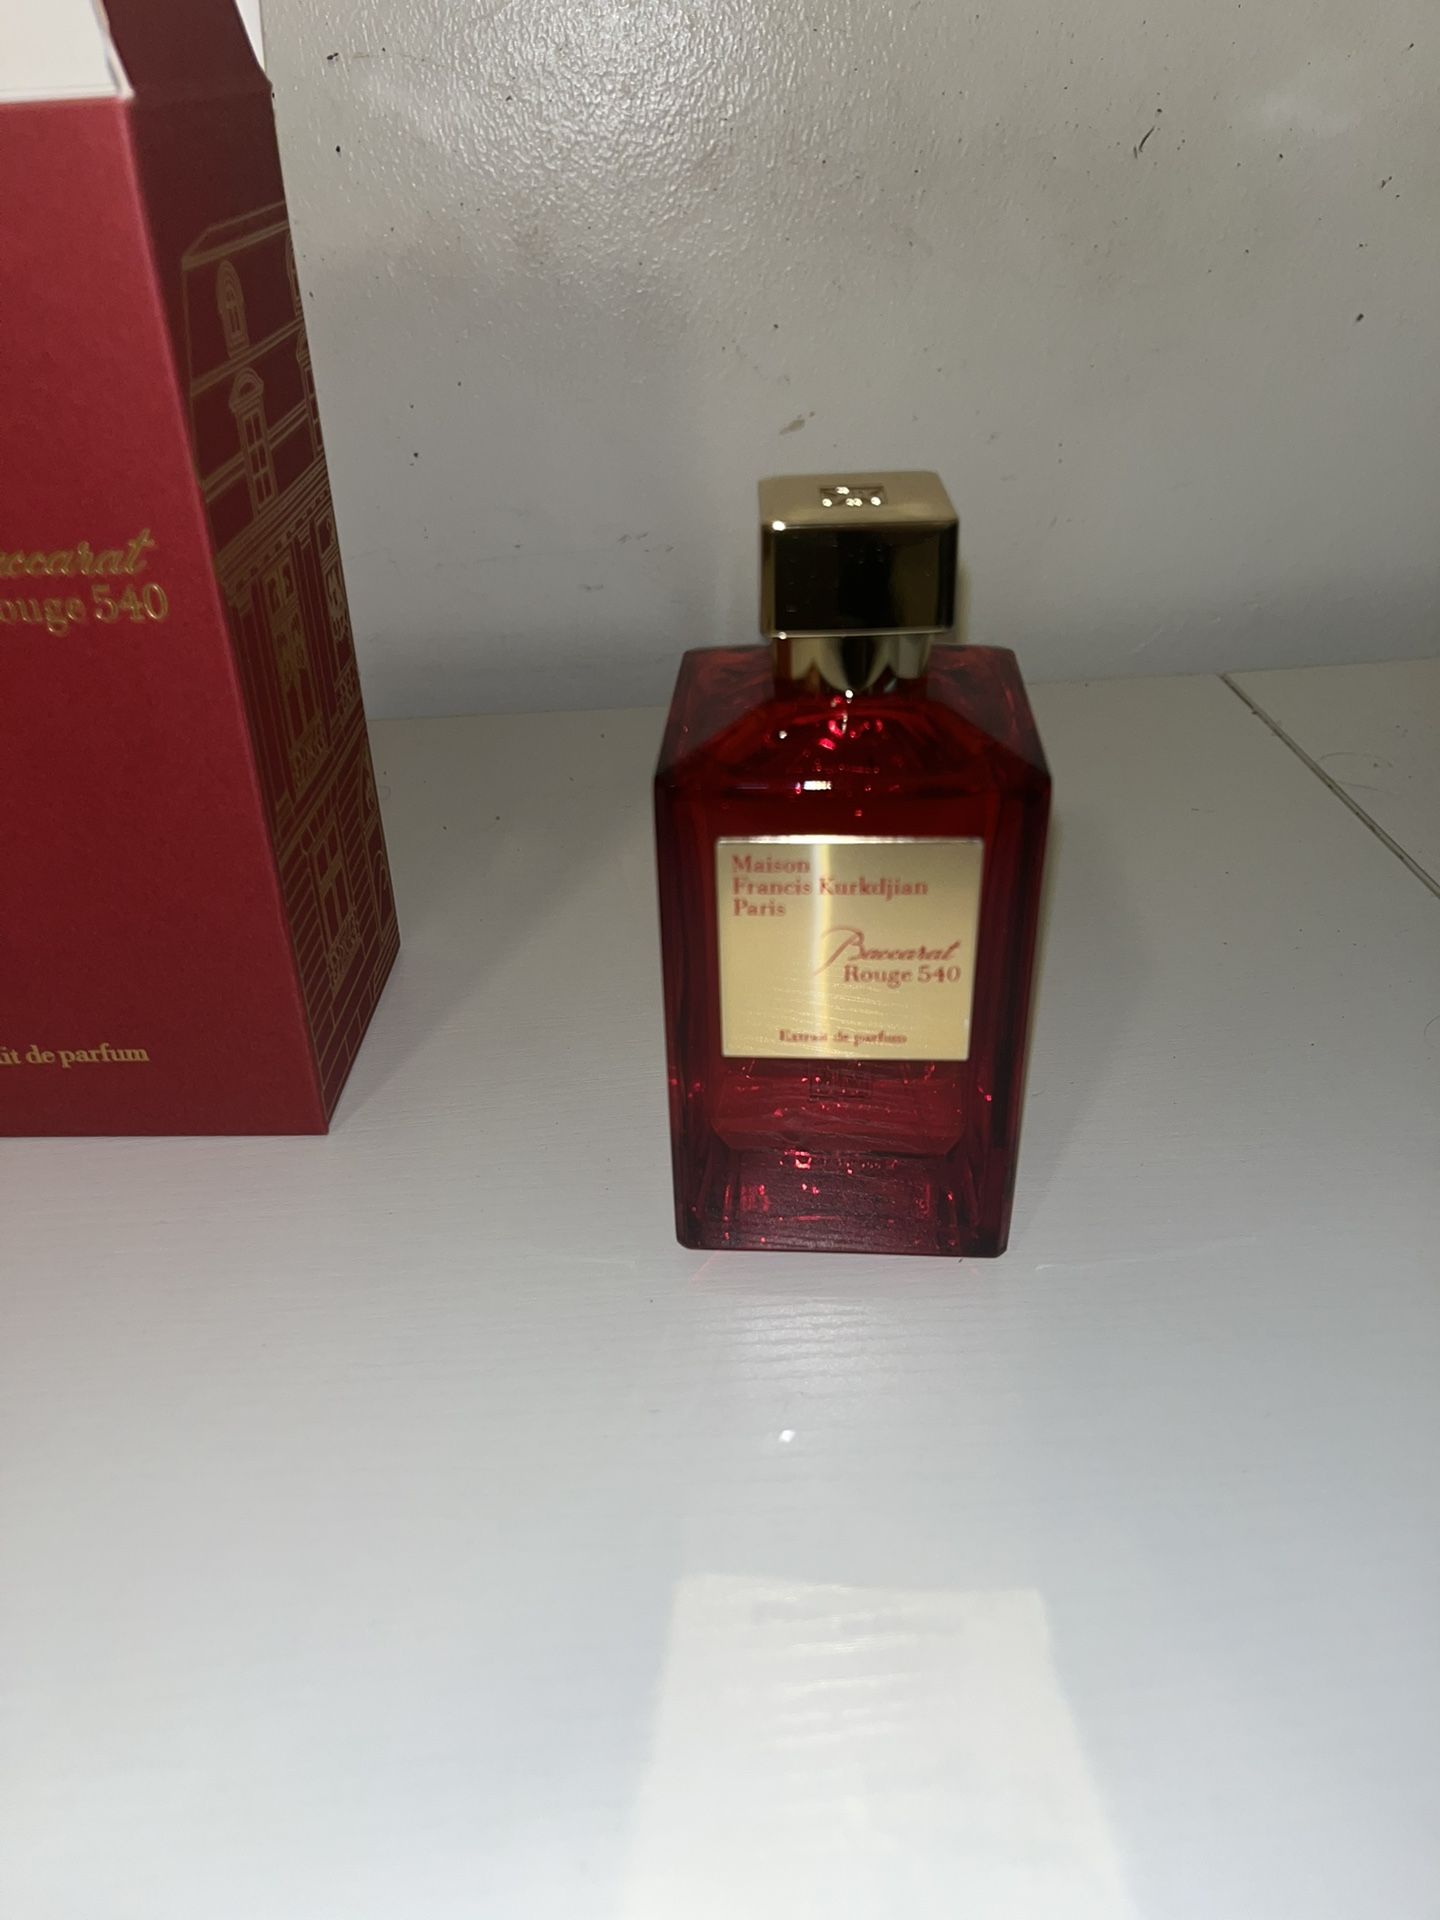 accarat
ouge 540
it de parfum
Maison
Francis Kurkdjian
Paris
Baccarat
Rouge 540
Extrait de parfum